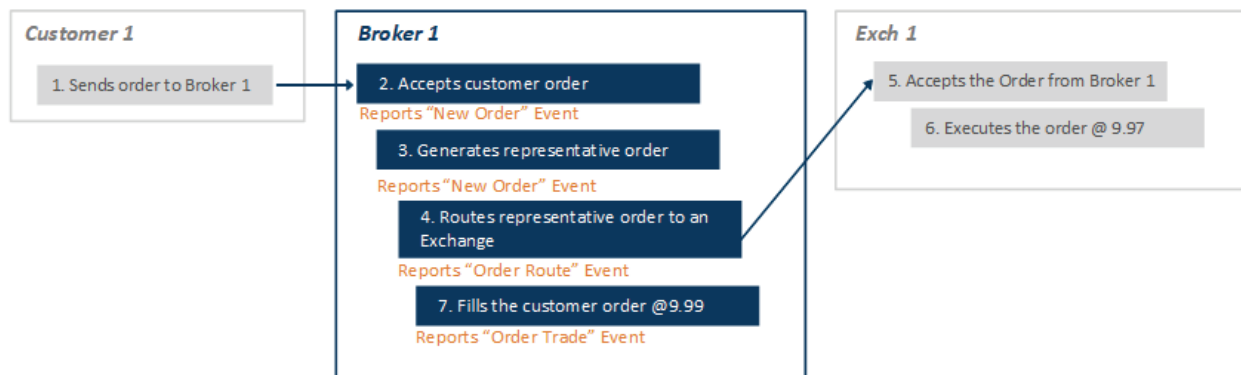 Customer 1
1. Sends order to Broker 1
Broker 1
2. Accepts customer order
Reports “New Order” Event
3. Generates representative order
Reports “New Order” Event
4. Routes representative order to an
Exchange
Reports “Order Route” Event
7. Fills the customer order @9.99
Reports “Order Trade” Event
Exch 1
5. Accepts the Order from Broker 1
6. Executes the order @ 9.97